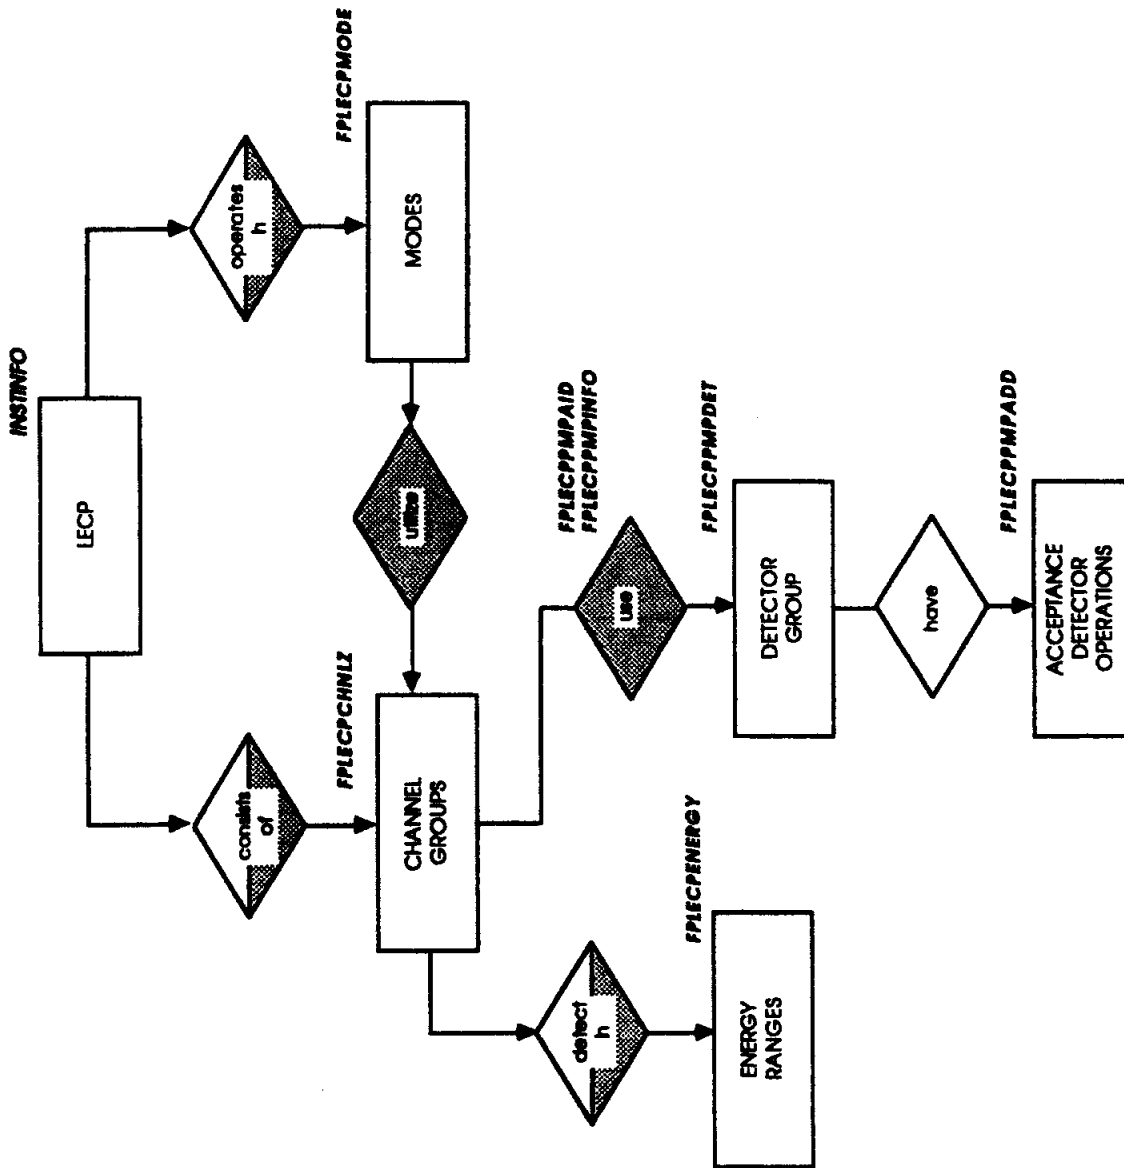 INSTINFO
LECP
consists
of
operates
h
FPLECPCHNLZ
FPLECPMODE
CHANNEL
GROUPS
utilize
MODES
detect
h
use
FPLECPPMPAID
FPLECPPMPINFO
FPLECPENERGY
FPLECPPMPDET
ENERGY
RANGES
DETECTOR
GROUP
have
FPLECPPMPADD
ACCEPTANCE
DETECTOR
OPERATIONS